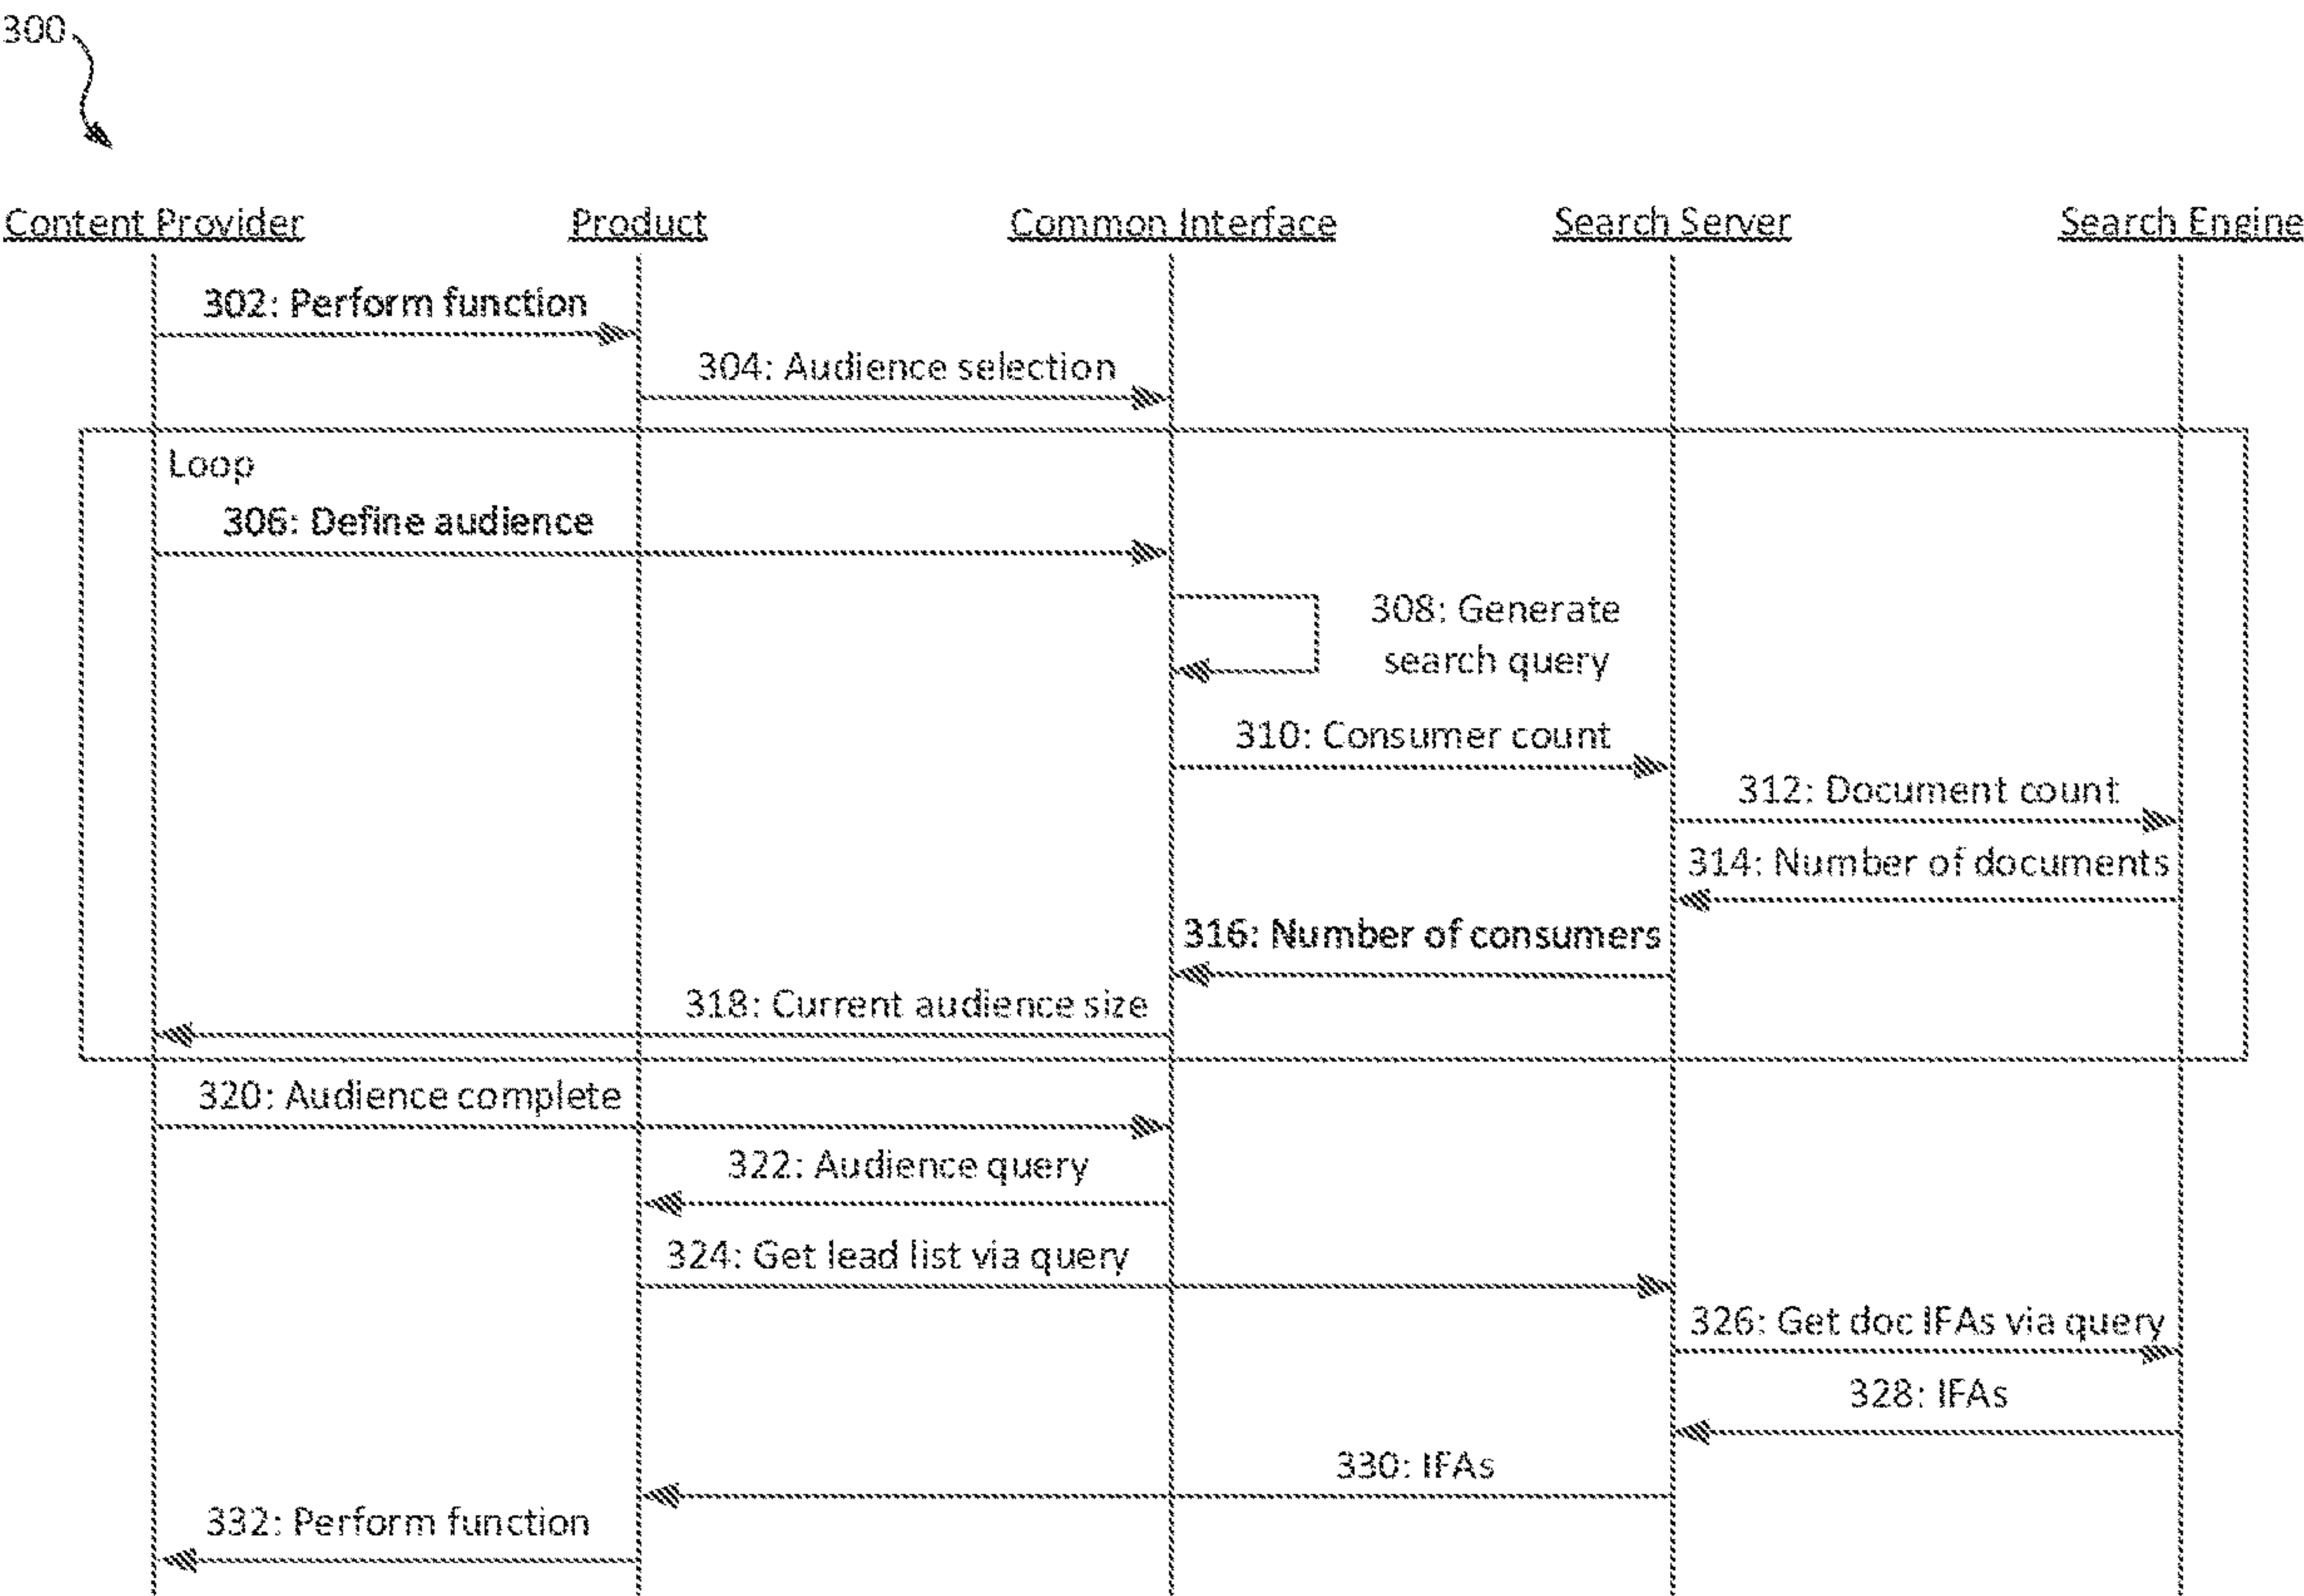 300
Content Provider
Product
Common Interface
Search Server
Search Engine
302: Perform function
304: Audience selection
Loop
306: Define audience
308: Generate
search query
310: Consumer count
312: Document count
314: Number of documents
316: Number of consumers
318: Current audience size
320: Audience complete
322: Audience query
324: Get lead list via query
326: Get doc IFAs via query
328: IFAs
330: IFAs
332: Perform function